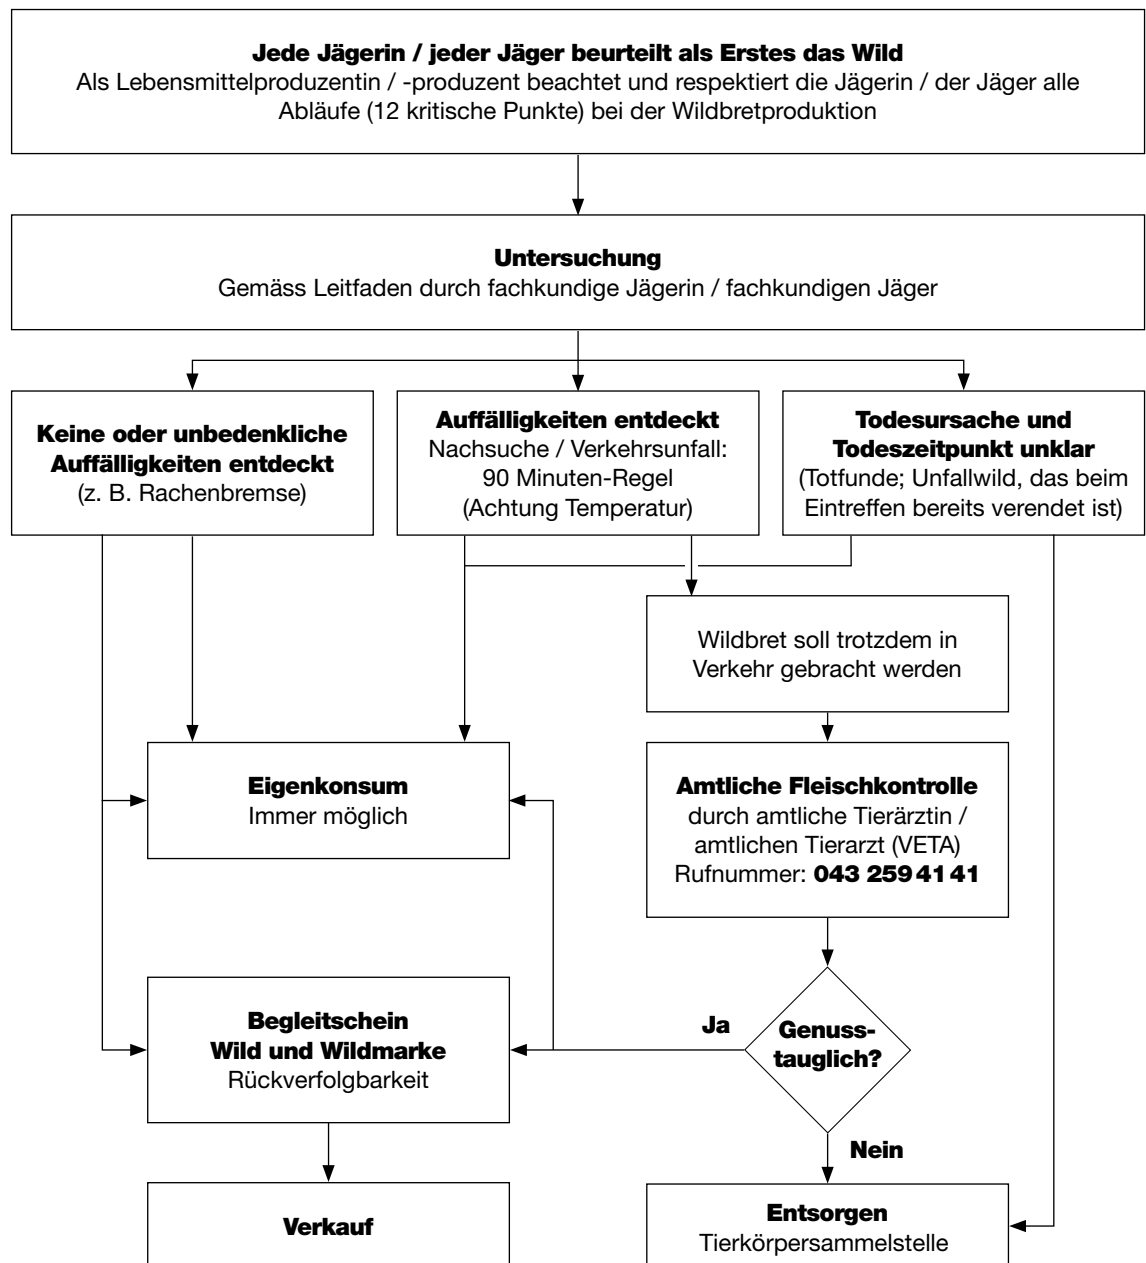 Jede Jägerin / jeder Jäger beurteilt als Erstes das Wild
Als Lebensmittelproduzentin / -produzent beachtet und respektiert die Jägerin / der Jäger alle
Abläufe (12 kritische Punkte) bei der Wildbretproduktion
Untersuchung
Gemäss Leitfaden durch fachkundige Jägerin / fachkundigen Jäger
Keine oder unbedenkliche
Auffälligkeiten entdeckt
(z. B. Rachenbremse)
Auffälligkeiten entdeckt
Nachsuche / Verkehrsunfall:
90 Minuten-Regel
(Achtung Temperatur)
Todesursache und
Todeszeitpunkt unklar
(Totfunde; Unfallwild, das beim
Eintreffen bereits verendet ist)
Wildbret soll trotzdem in
Verkehr gebracht werden
Eigenkonsum
Immer möglich
Amtliche Fleischkontrolle
durch amtliche Tierärztin /
amtlichen Tierarzt (VETA)
Rufnummer: 043 259 41 41
Begleitschein
Wild und Wildmarke
Rückverfolgbarkeit
Ja
Genuss-
tauglich?
Nein
Verkauf
Entsorgen
Tierkörpersammelstelle